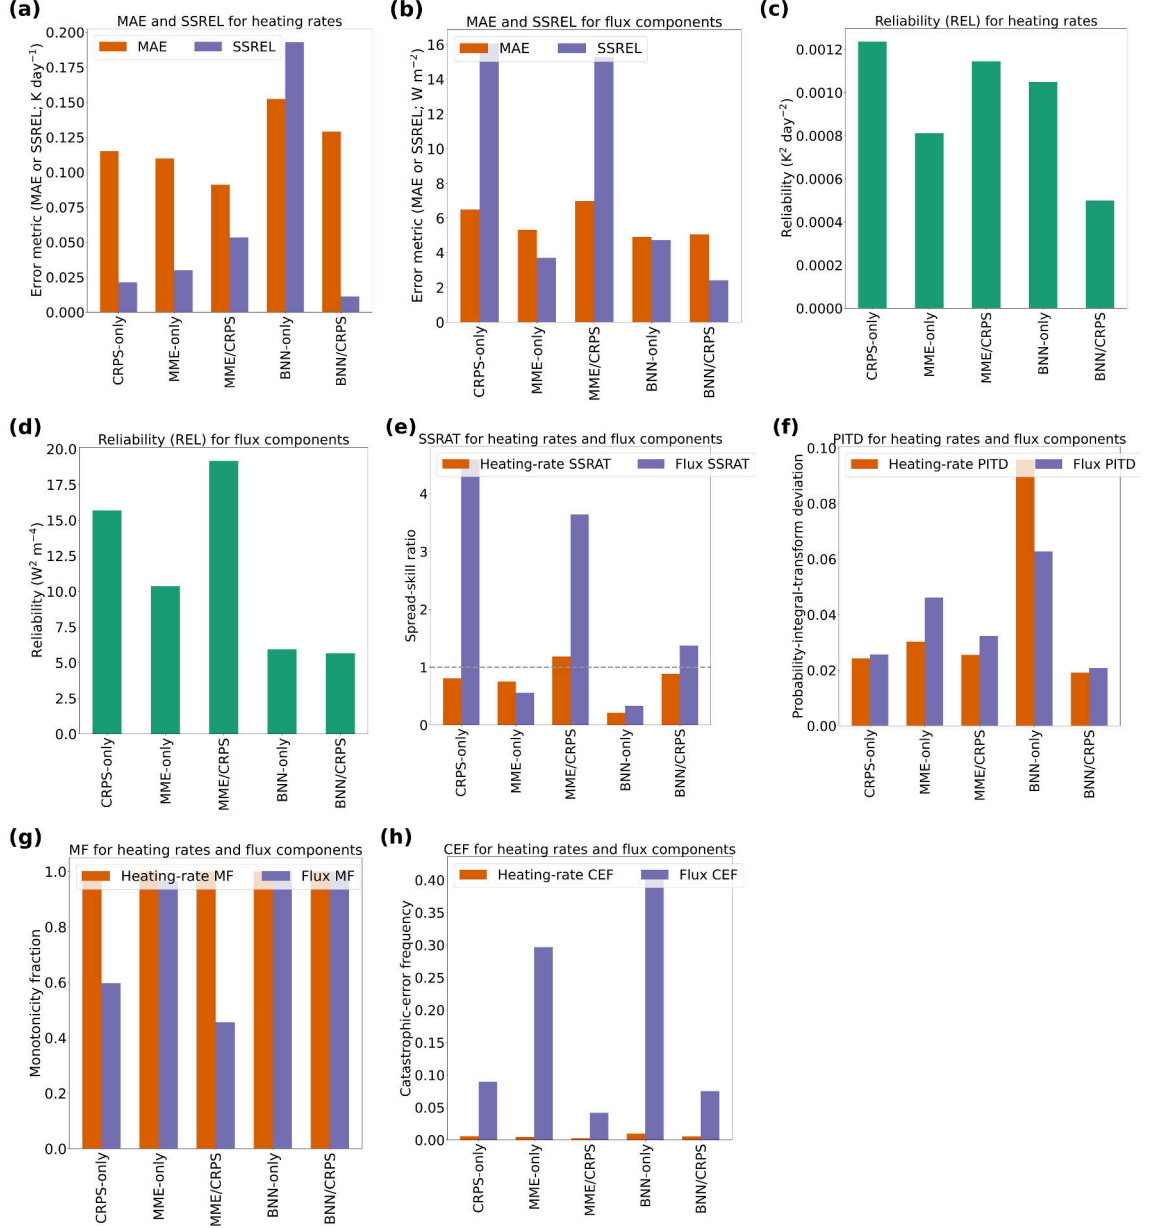 (a)
MAE and SSREL for heating rates
MAE
SSREL
Error metric (MAE or SSREL; K day−1)
0.200
0.175
0.150
0.125
0.100
0.075
0.050
0.025
0.000
CRPS-only
MME-only
MME/CRPS
BNN-only
BNN/CRPS
(b)
MAE and SSREL for flux components
MAE
SSREL
Error metric (MAE or SSREL; W m−2)
16
14
12
10
8
6
4
2
0
CRPS-only
MME-only
MME/CRPS
BNN-only
BNN/CRPS
(c)
Reliability (REL) for heating rates
Reliability (K2 day−2)
0.0012
0.0010
0.0008
0.0006
0.0004
0.0002
0.0000
CRPS-only
MME-only
MME/CRPS
BNN-only
BNN/CRPS
(d)
Reliability (REL) for flux components
Reliability (W2 m−4)
20.0
17.5
15.0
12.5
10.0
7.5
5.0
2.5
0.0
CRPS-only
MME-only
MME/CRPS
BNN-only
BNN/CRPS
(e)
SSRAT for heating rates and flux components
Heating-rate SSRAT
Flux SSRAT
Spread-skill ratio
4
3
2
1
0
CRPS-only
MME-only
MME/CRPS
BNN-only
BNN/CRPS
(f)
PITD for heating rates and flux components
Heating-rate PITD
Flux PITD
Probability-integral-transform deviation
0.10
0.08
0.06
0.04
0.02
0.00
CRPS-only
MME-only
MME/CRPS
BNN-only
BNN/CRPS
(g)
MF for heating rates and flux components
Heating-rate MF
Flux MF
Monotonicity fraction
1.0
0.8
0.6
0.4
0.2
0.0
CRPS-only
MME-only
MME/CRPS
BNN-only
BNN/CRPS
(h)
CEF for heating rates and flux components
Heating-rate CEF
Flux CEF
Catastrophic-error frequency
0.40
0.35
0.30
0.25
0.20
0.15
0.10
0.05
0.00
CRPS-only
MME-only
MME/CRPS
BNN-only
BNN/CRPS